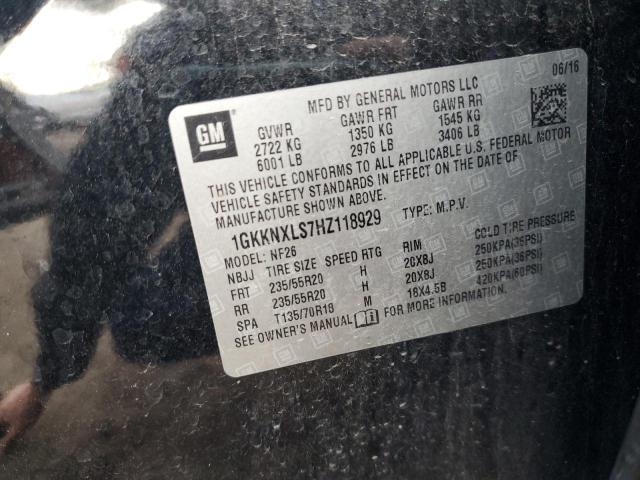 MFD BY GENERAL MOTORS LLC 06/16
GM
GVWR GAWR FRT GAWR RR
2722 KG 1350 KG 1545 KG
6001 LB 2976 LB 3406 LB
THIS VEHICLE CONFORMS TO ALL APPLICABLE U.S. FEDERAL MOTOR
VEHICLE SAFETY STANDARDS IN EFFECT ON THE DATE OF
MANUFACTURE SHOWN ABOVE.
1GKKNXLS7HZ118929 TYPE: M.P.V.
MODEL: NF26
NBJJ TIRE SIZE SPEED RTG RIM COLD TIRE PRESSURE
FRT 235/55R20 H 20X8J 250KPA(36PSI)
RR 235/55R20 H 20X8J 250KPA(36PSI)
SPA T135/70R18 M 18X4.5B 420KPA(60PSI)
SEE OWNER'S MANUAL FOR MORE INFORMATION.